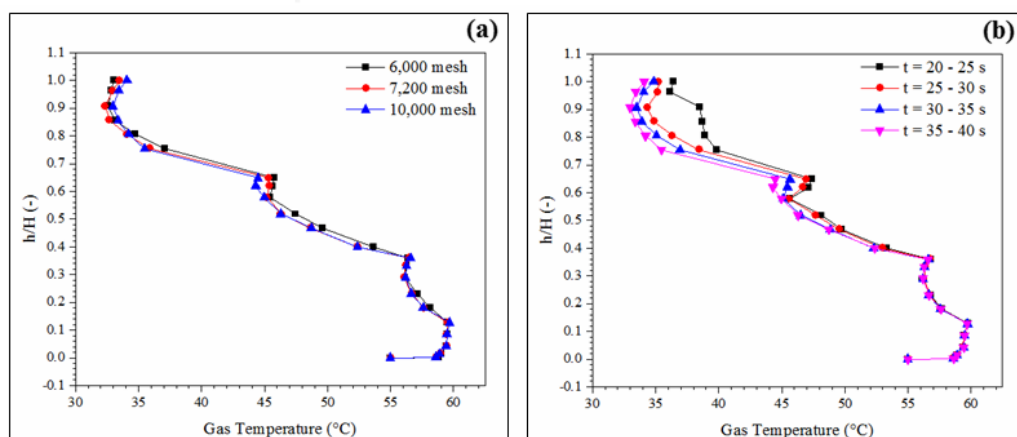 (a)
1.1
1.0
0.9
0.8
0.7
0.6
0.5
0.4
0.3
0.2
0.1
0.0
-0.1
h/H (-)
6,000 mesh
7,200 mesh
10,000 mesh
30 35 40 45 50 55 60
Gas Temperature (°C)
(b)
1.1
1.0
0.9
0.8
0.7
0.6
0.5
0.4
0.3
0.2
0.1
0.0
-0.1
h/H (-)
t = 20 - 25 s
t = 25 - 30 s
t = 30 - 35 s
t = 35 - 40 s
30 35 40 45 50 55 60
Gas Temperature (°C)